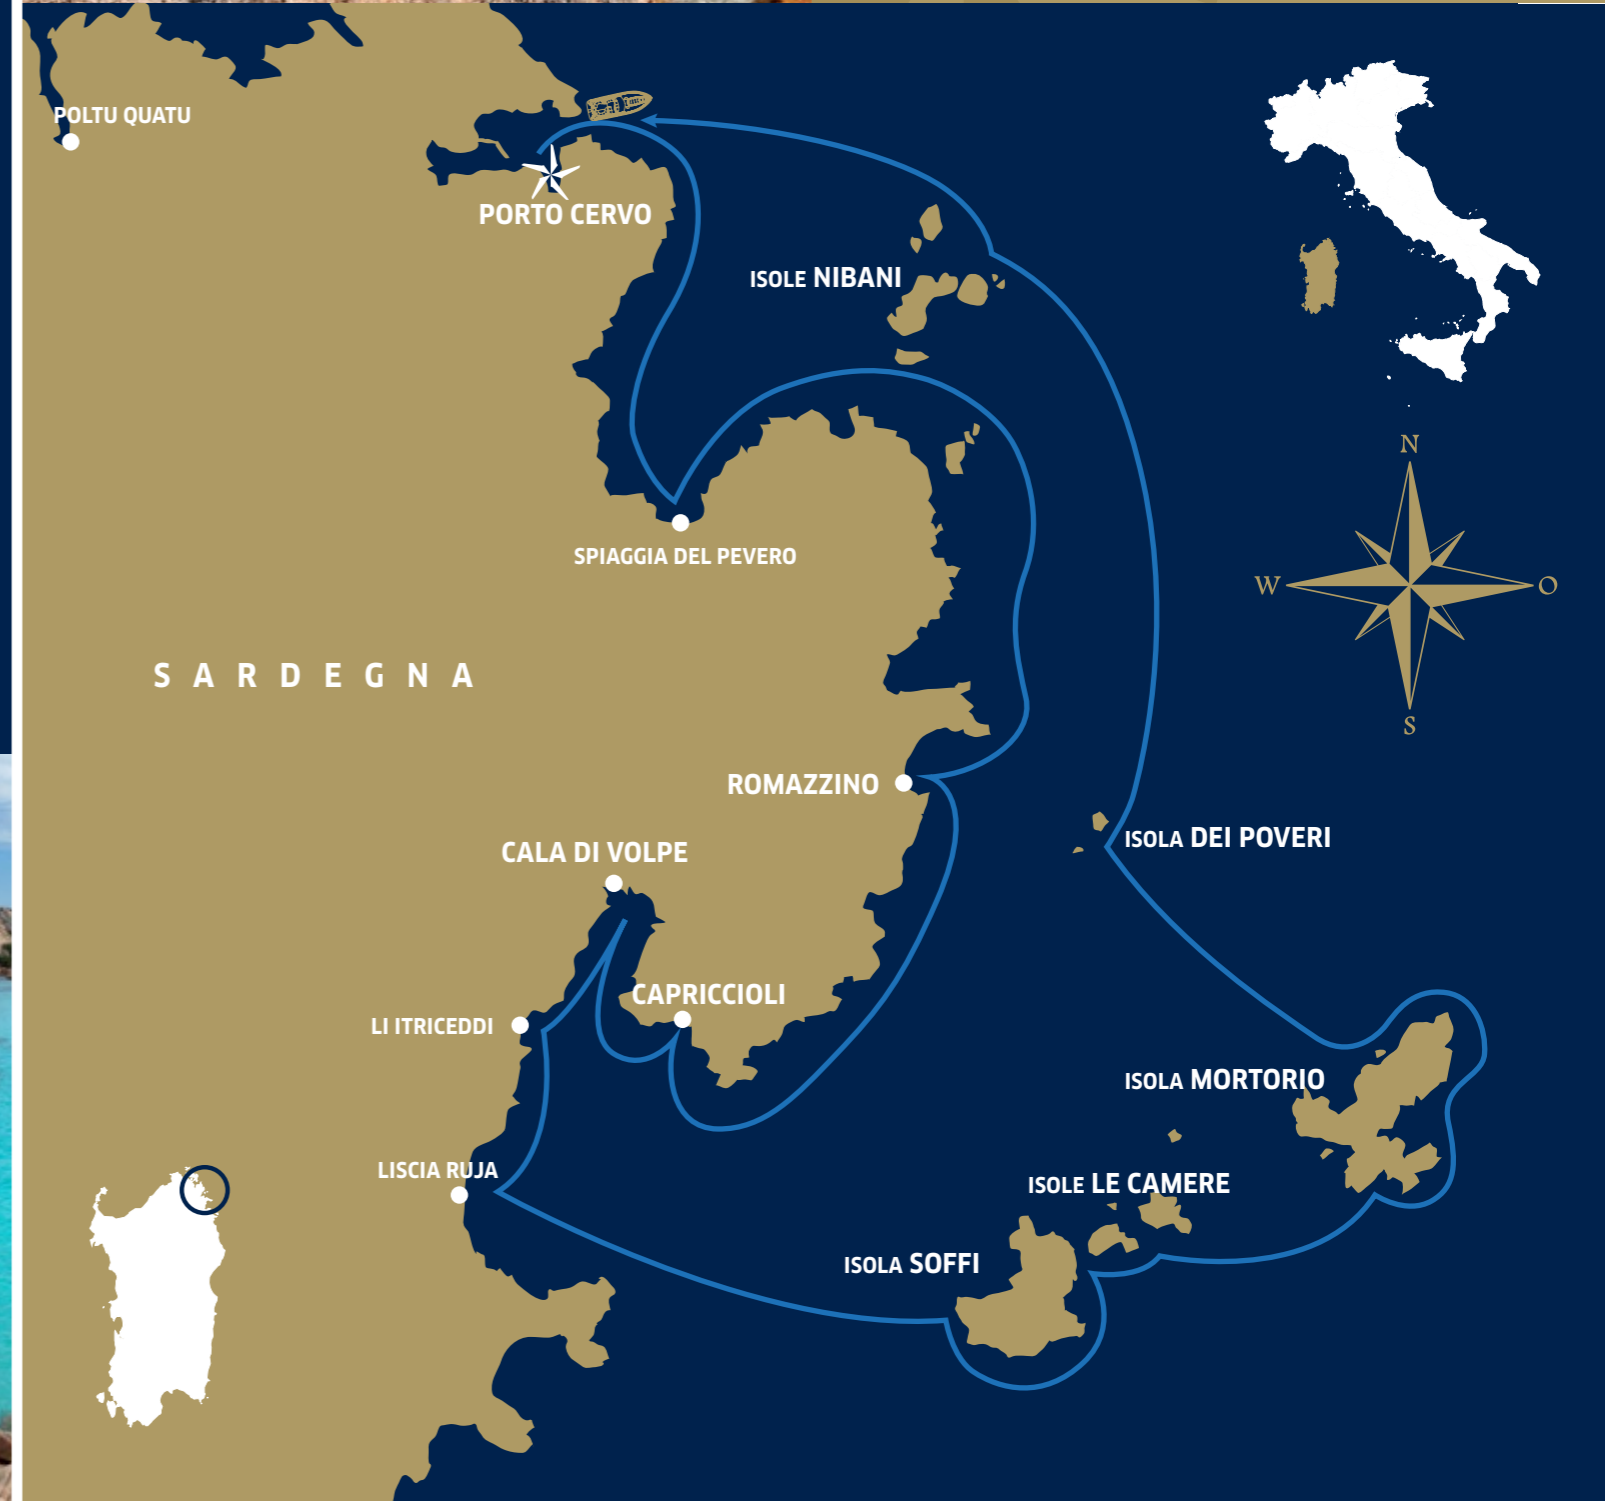 POLTU QUATU
PORTO CERVO
ISOLE NIBANI
N
W
O
S
SPIAGGIA DEL PEVERO
SARDEGNA
ROMAZZINO
CALA DI VOLPE
ISOLA DEI POVERI
CAPRICCIOLI
LI ITRICEDDI
ISOLA MORTORIO
LISCIA RUJA
ISOLE LE CAMERE
ISOLA SOFFI